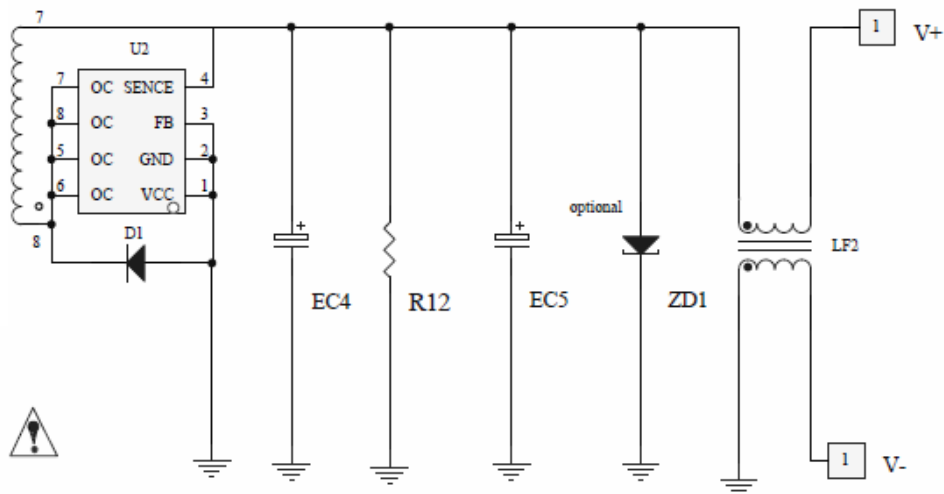 7
1
V+
U2
7
OC
SENCE
4
8
OC
FB
3
5
OC
GND
2
6
OC
VCC
1
optional
8
D1
LF2
EC4
R12
EC5
ZD1
!
1
V-